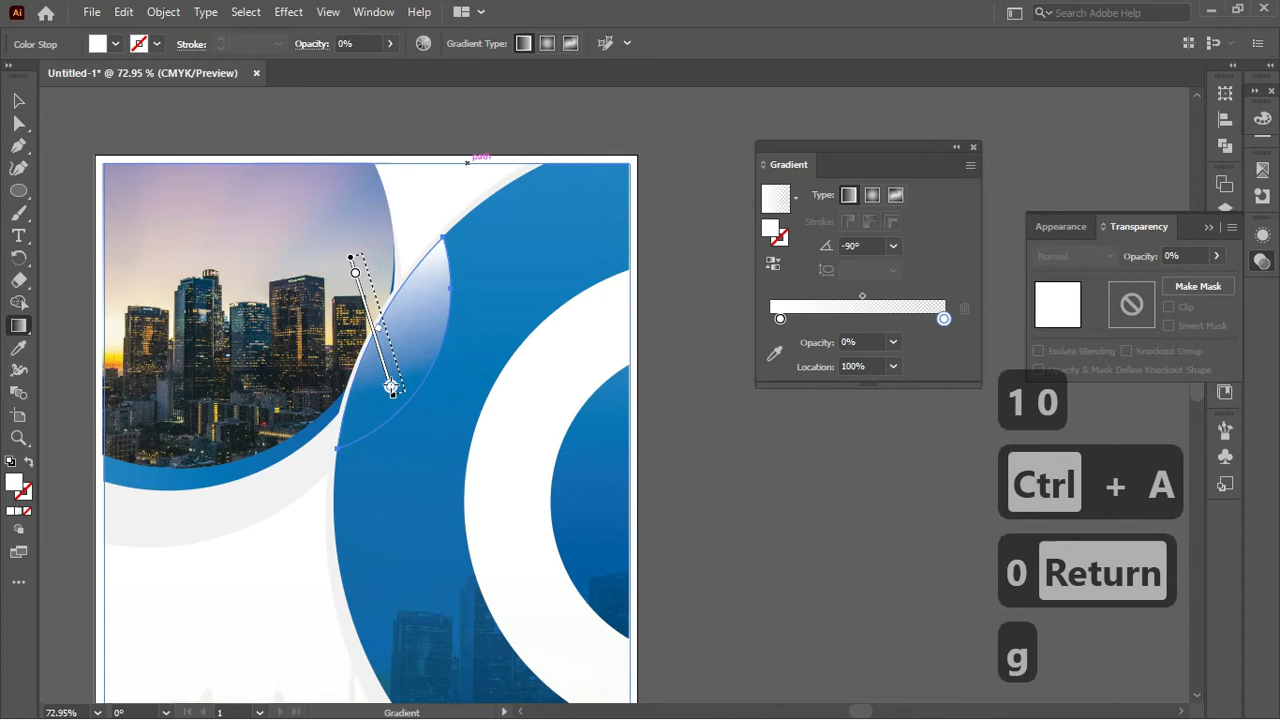 Ai File Edit Object Type Select Effect View Window Help Search Adobe Help
Color Stop Stroke: Opacity: 0% Gradient Type:
Untitled-1* @ 72.95 % (CMYK/Preview)
path
Gradient
Type:
Stroke:
-90°
Opacity: 0%
Location: 100%
Appearance Transparency
Normal Opacity: 0%
Make Mask
Clip
Invert Mask
Isolate Blending Knockout Group
Opacity & Mask Define Knockout Shape
1 0
Ctrl + A
0 Return
g
72.95% 0° 1 Gradient